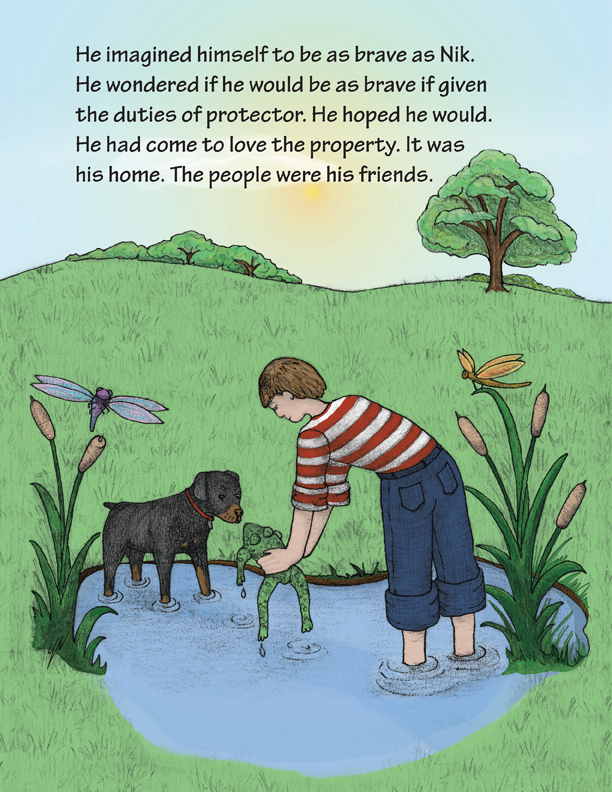 He imagined himself to be as brave as Nik.
He wondered if he would be as brave if given
the duties of protector. He hoped he would.
He had come to love the property. It was
his home. The people were his friends.